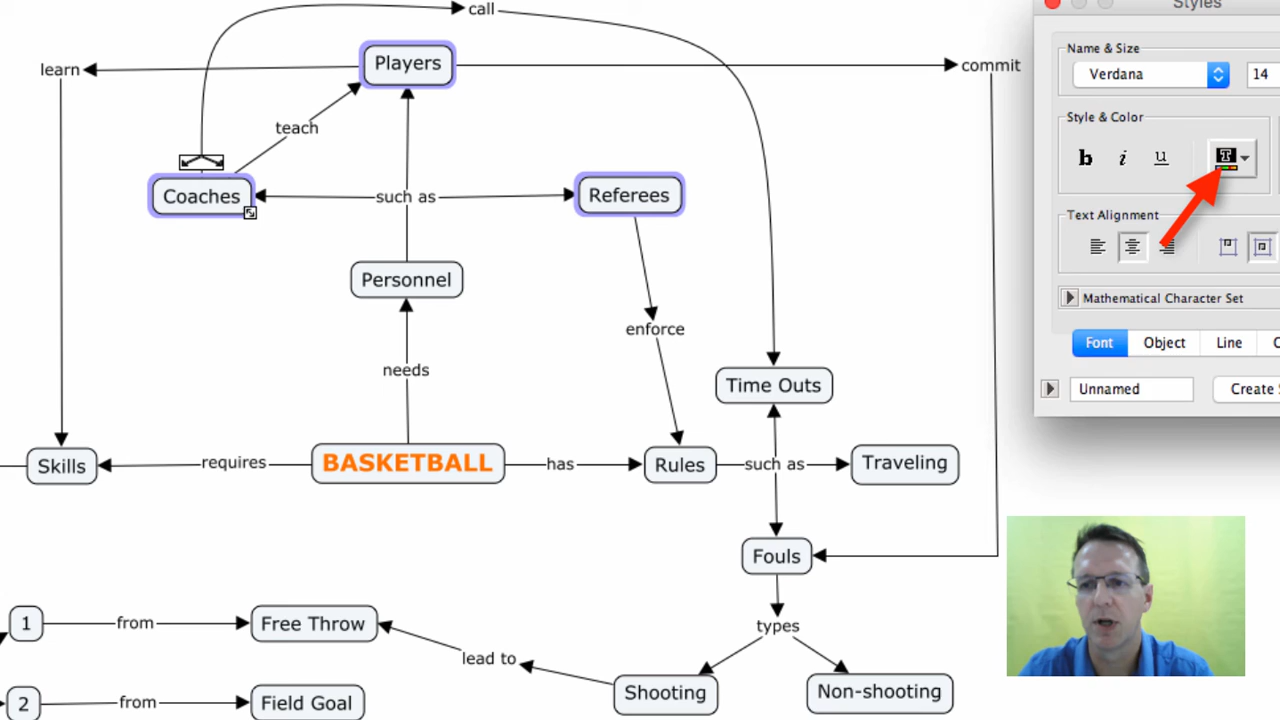 call
Styles
Players
learn
commit
Name & Size
Verdana
14
Style & Color
teach
b i u T
Coaches
such as
Referees
Text Alignment
Personnel
Mathematical Character Set
enforce
Font Object Line
needs
Time Outs
Unnamed
Create
Skills
requires
BASKETBALL
has
Rules
such as
Traveling
Fouls
1
from
Free Throw
types
lead to
2
from
Field Goal
Shooting
Non-shooting